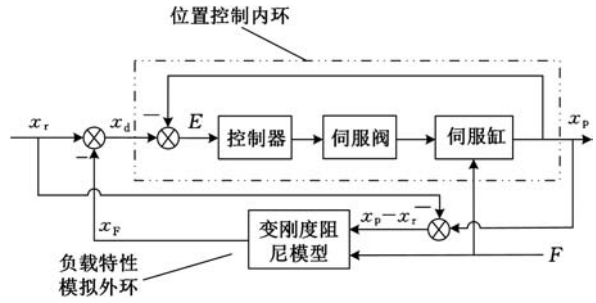 位置控制内环
x_r
x_d
E
控制器
伺服阀
伺服缸
x_p
x_F
x_p−x_r
变刚度阻
尼模型
F
负载特性
模拟外环